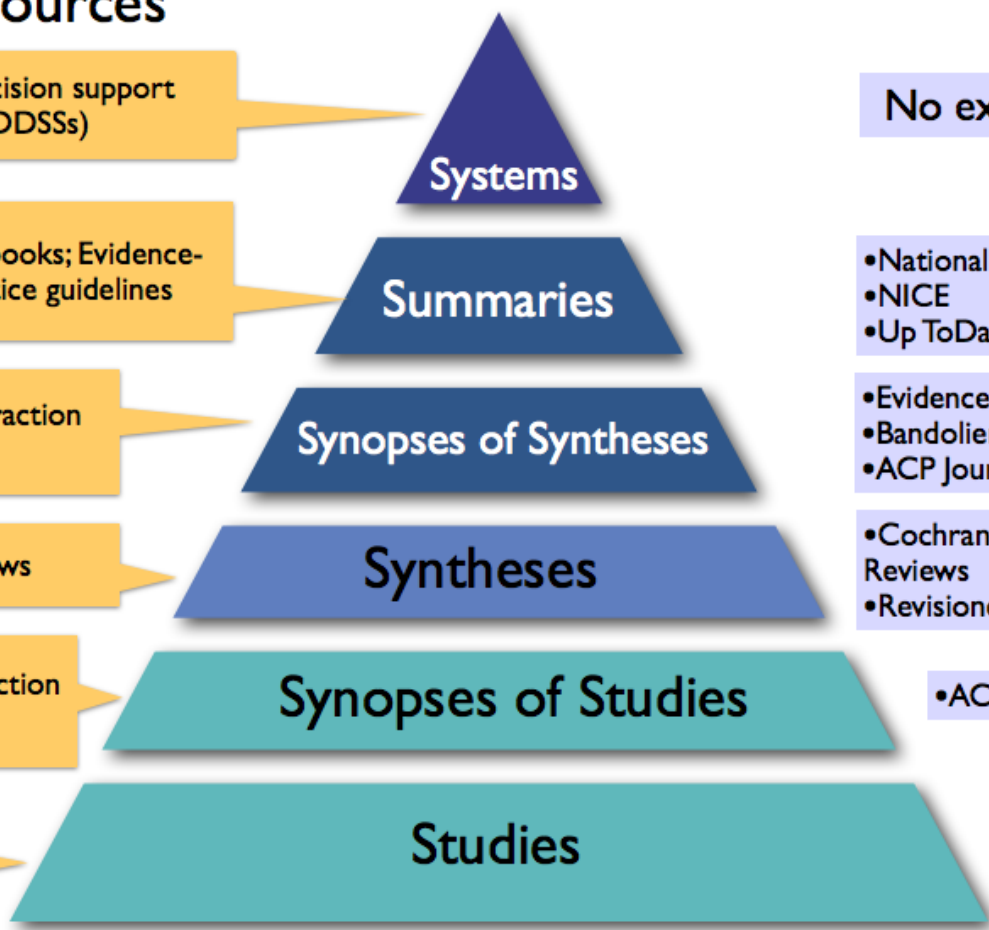 ources
cision support
DDSSs)
Systems
No ex
ooks; Evidence-
ice guidelines
Summaries
•National
•NICE
•Up ToDa
raction
Synopses of Syntheses
•Evidence
•Bandolie
•ACP Jour
ws
Syntheses
•Cochran
Reviews
•Revisione
ction
Synopses of Studies
•AC
Studies